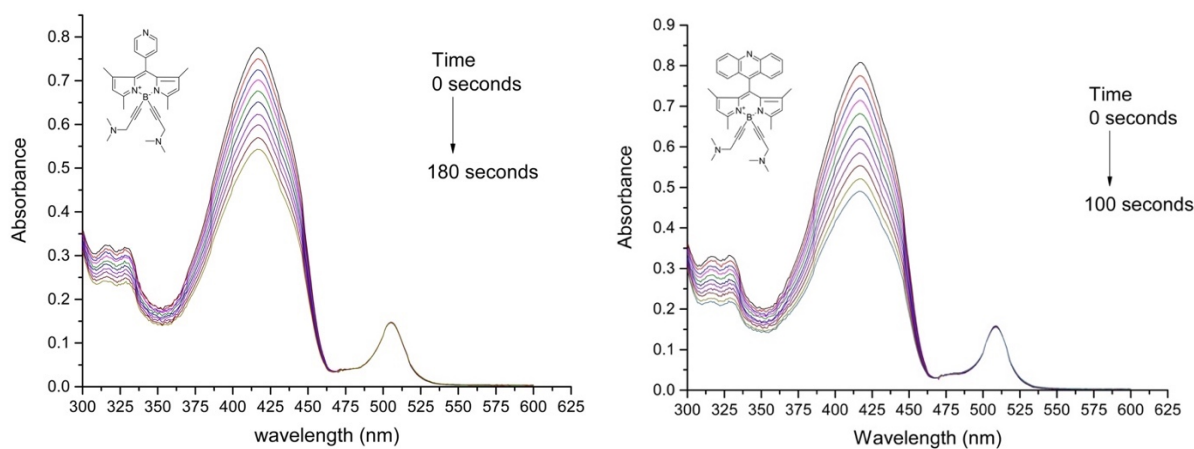 0.8
0.7
0.6
0.5
0.4
0.3
0.2
0.1
0.0
Absorbance
300 325 350 375 400 425 450 475 500 525 550 575 600 625
wavelength (nm)
Time
0 seconds
180 seconds
N
N⁺ N
B⁻
N
N
0.9
0.8
0.7
0.6
0.5
0.4
0.3
0.2
0.1
0.0
Absorbance
300 325 350 375 400 425 450 475 500 525 550 575 600 625
Wavelength (nm)
Time
0 seconds
100 seconds
N
N⁺ N
B⁻
N
N